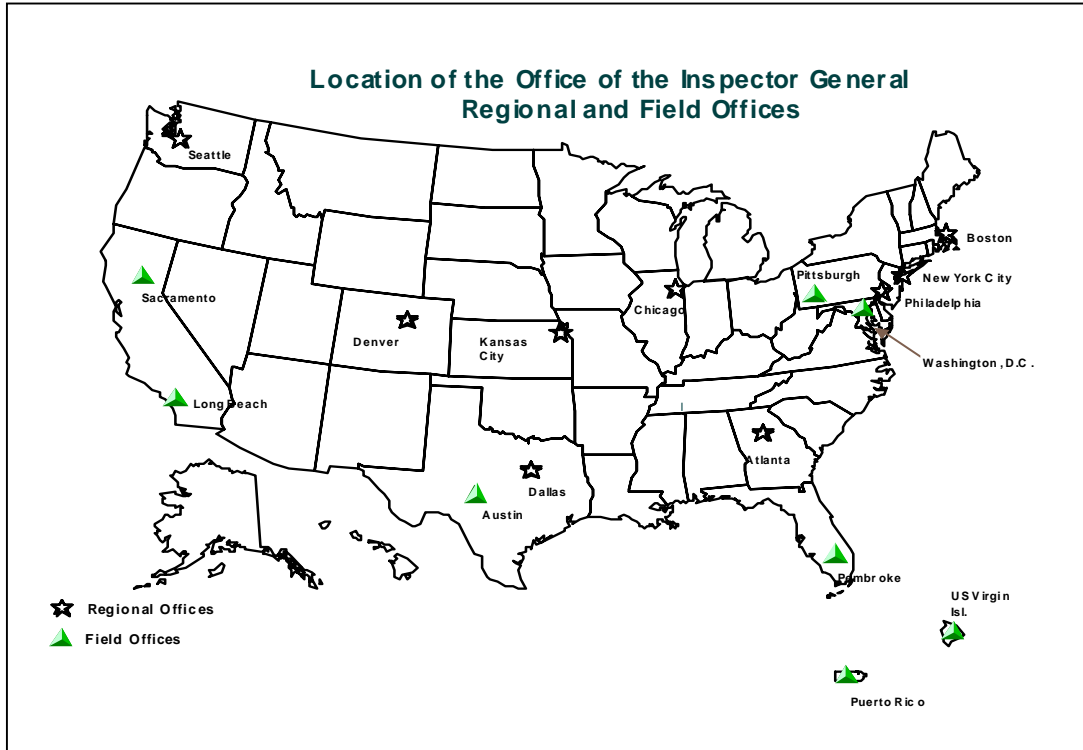 Location of the Office of the Inspector General
Regional and Field Offices
Seattle
Boston
Sacramento
Pittsburgh
New York City
Chicago
Philadelphia
Denver
Kansas
City
Washington, D.C.
Long Beach
Atlanta
Dallas
Austin
Pembroke
US Virgin
Isl.
Regional Offices
Field Offices
Puerto Rico